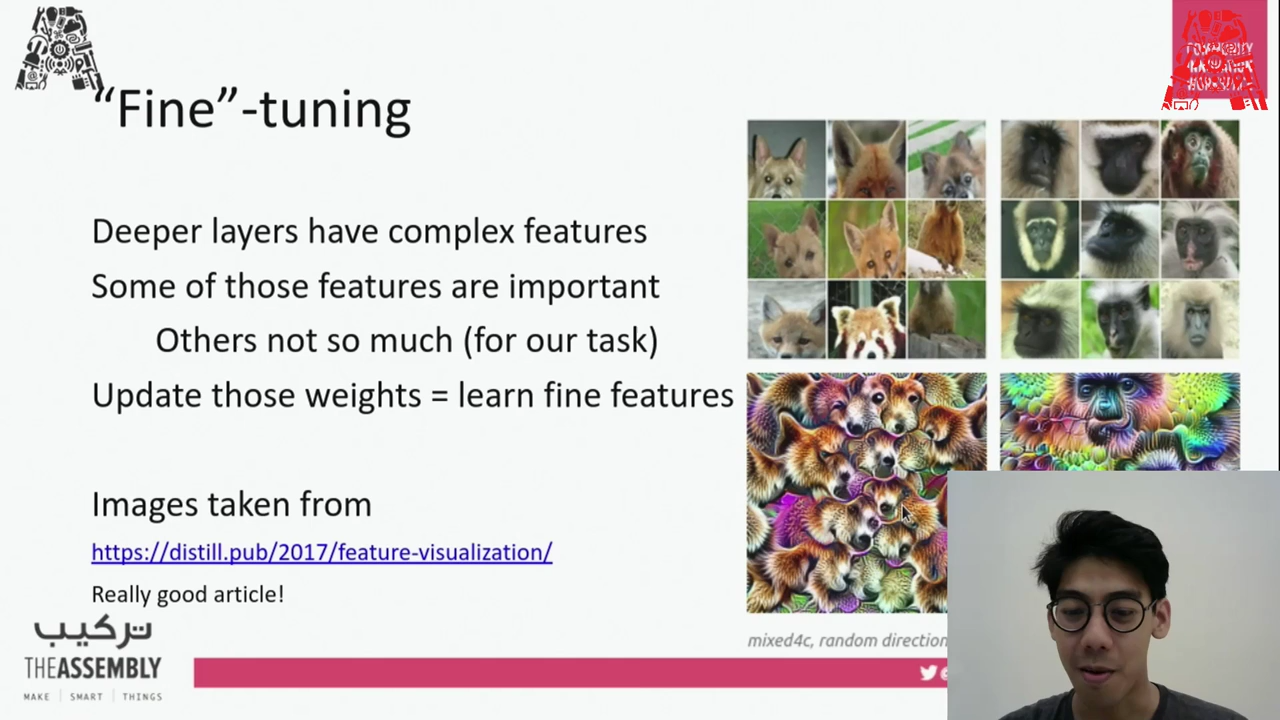 “Fine”-tuning
Deeper layers have complex features
Some of those features are important
Others not so much (for our task)
Update those weights = learn fine features
Images taken from
https://distill.pub/2017/feature-visualization/
Really good article!
mixed4c, random direction
تركيب
THEASSEMBLY
MAKE | SMART | THINGS